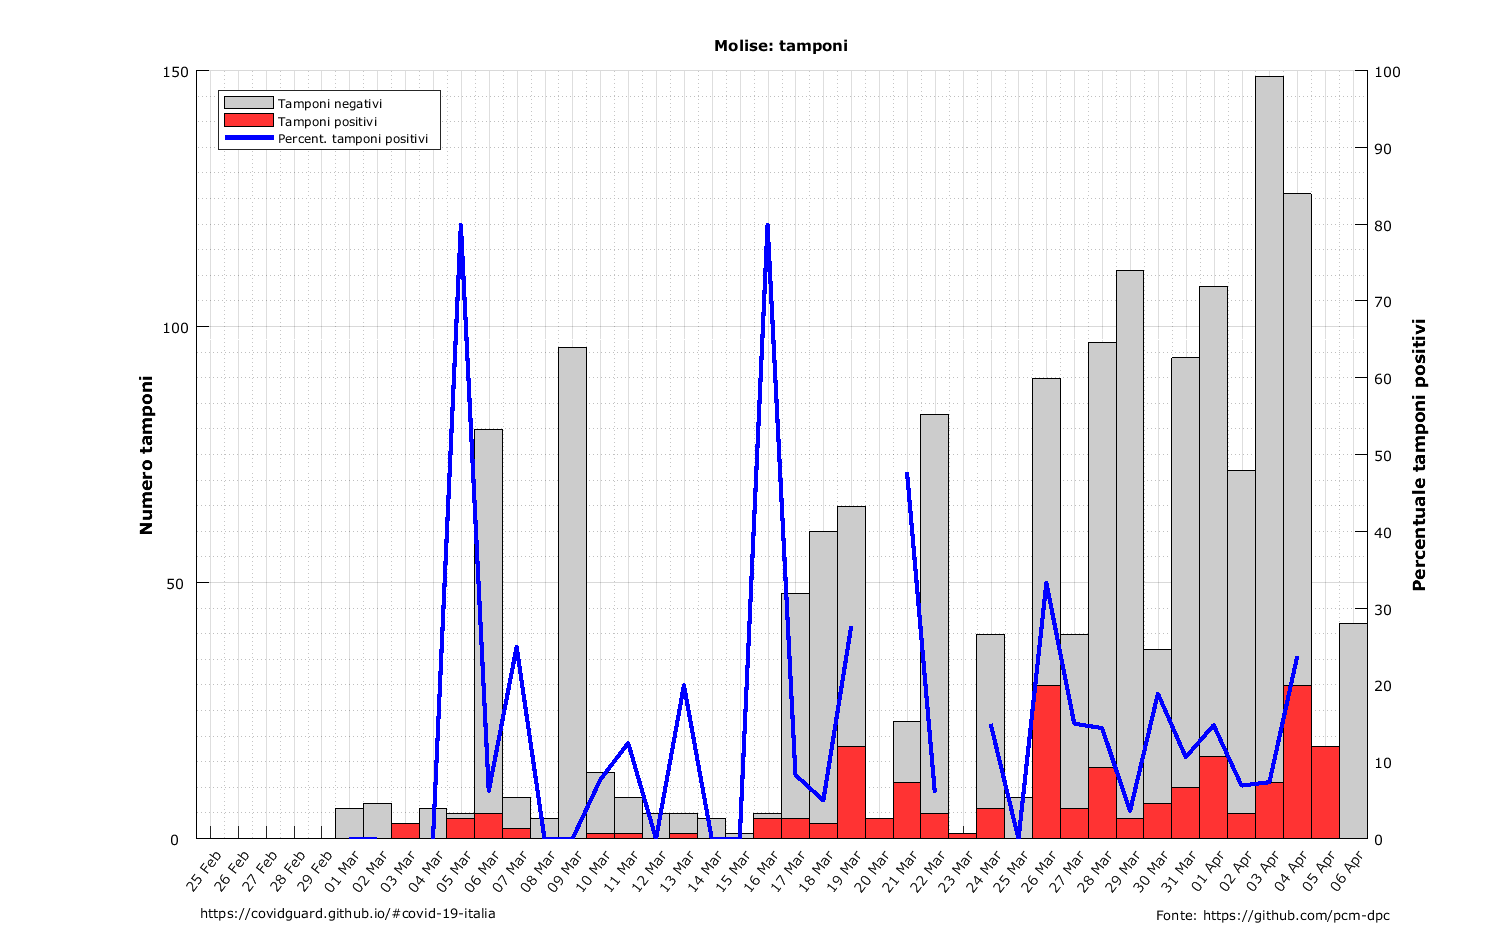 Molise: tamponi
150
100
50
0
Numero tamponi
Tamponi negativi
Tamponi positivi
Percent. tamponi positivi
100
90
80
70
60
50
40
30
20
10
0
Percentuale tamponi positivi
25 Feb
26 Feb
27 Feb
28 Feb
29 Feb
01 Mar
02 Mar
03 Mar
04 Mar
05 Mar
06 Mar
07 Mar
08 Mar
09 Mar
10 Mar
11 Mar
12 Mar
13 Mar
14 Mar
15 Mar
16 Mar
17 Mar
18 Mar
19 Mar
20 Mar
21 Mar
22 Mar
23 Mar
24 Mar
25 Mar
26 Mar
27 Mar
28 Mar
29 Mar
30 Mar
31 Mar
01 Apr
02 Apr
03 Apr
04 Apr
05 Apr
06 Apr
https://covidguard.github.io/#covid-19-italia
Fonte: https://github.com/pcm-dpc